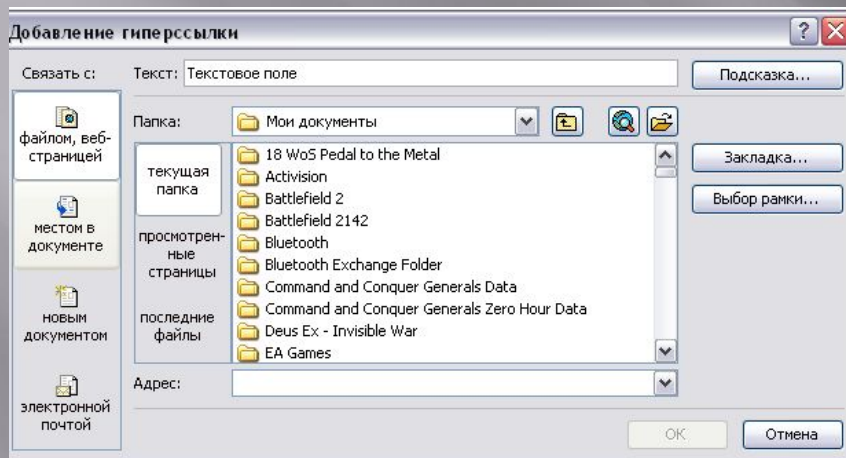 Добавление гиперссылки
Связать с:
Текст: Текстовое поле
Подсказка...
файлом, веб-
страницей
местом в
документе
новым
документом
электронной
почтой
Папка:
Мои документы
текущая
папка
просмотрен-
ные
страницы
последние
файлы
18 WoS Pedal to the Metal
Activision
Battlefield 2
Battlefield 2142
Bluetooth
Bluetooth Exchange Folder
Command and Conquer Generals Data
Command and Conquer Generals Zero Hour Data
Deus Ex - Invisible War
EA Games
Закладка...
Выбор рамки...
Адрес:
ОК
Отмена